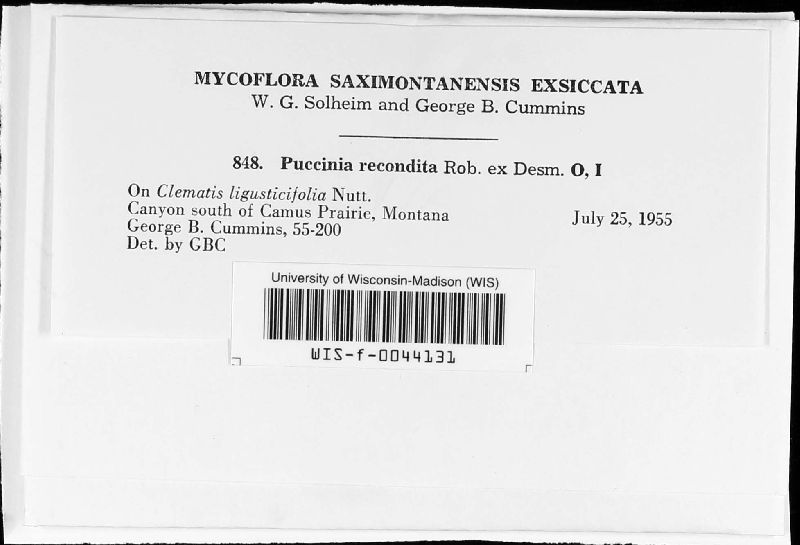 MYCOFLORA SAXIMONTANENSIS EXSICCATA
W. G. Solheim and George B. Cummins
848. Puccinia recondita Rob. ex Desm. O, I
On Clematis ligusticifolia Nutt.
Canyon south of Camus Prairie, Montana July 25, 1955
George B. Cummins, 55-200
Det. by GBC
University of Wisconsin-Madison (WIS)
WIS-f-0044131